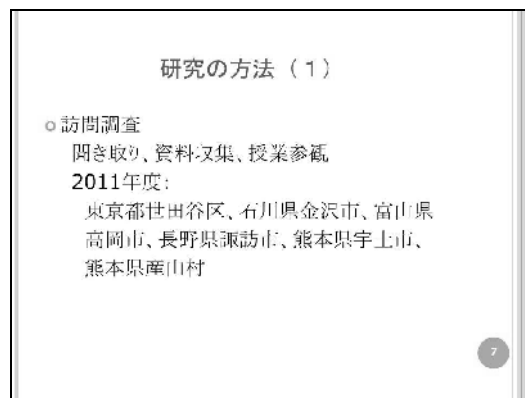 研究の方法（1）
訪問調査
聞き取り、資料収集、授業参観
2011年度：
東京都世田谷区、石川県金沢市、富山県
高岡市、長野県諏訪市、熊本県宇土市、
熊本県産山村
7